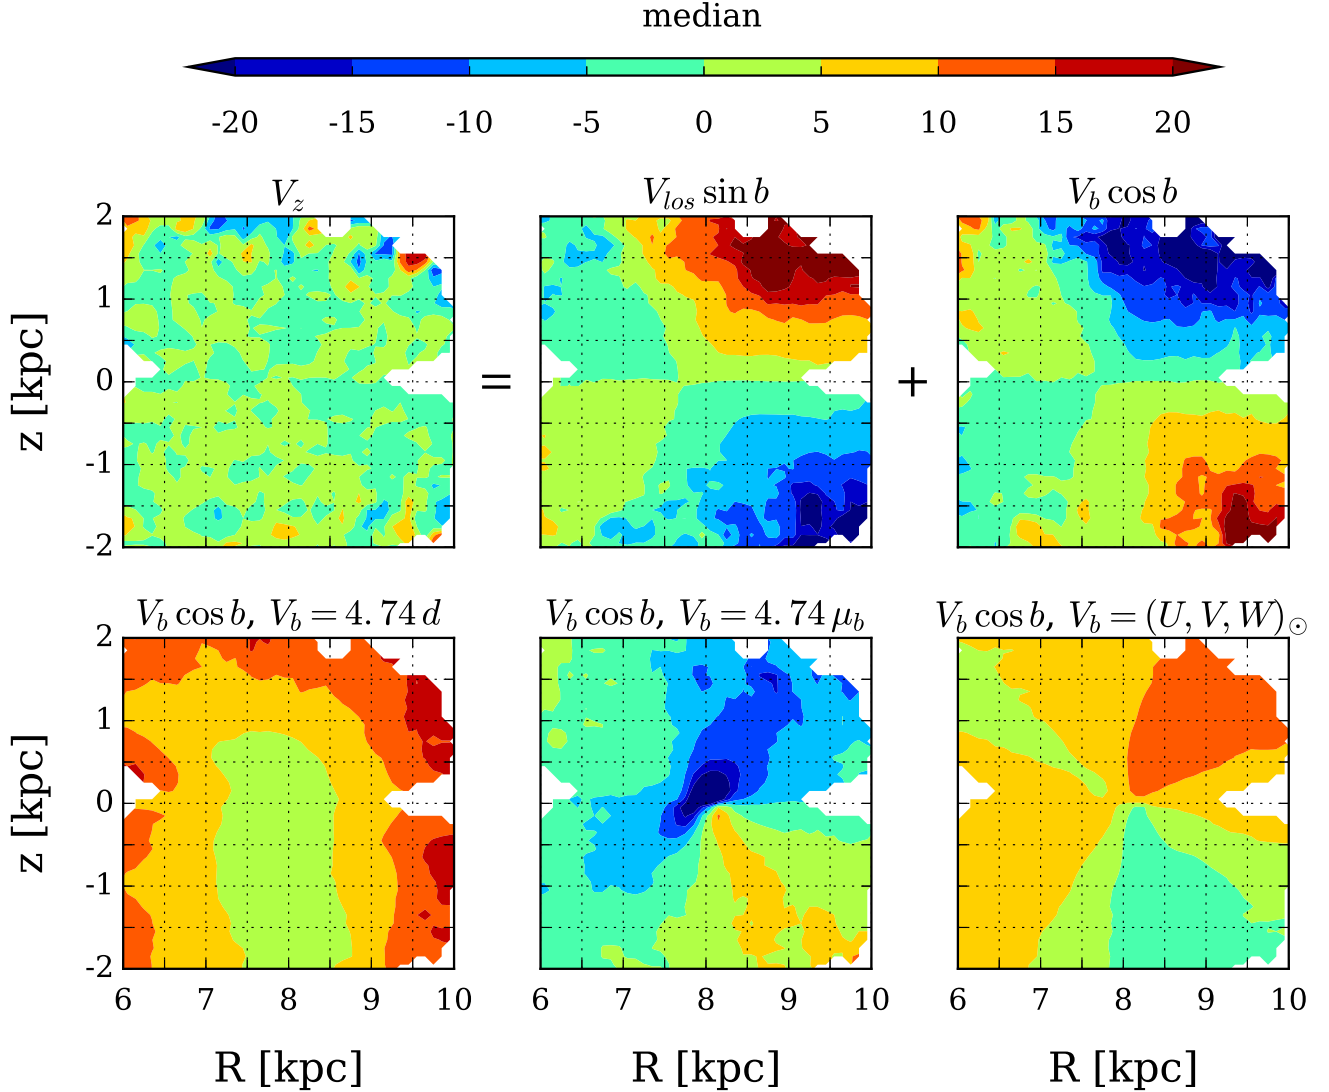 median
-20 -15 -10 -5 0 5 10 15 20
V_z
V_{los} sin b
V_b cos b
z [kpc]
2
1
0
-1
-2
=
+
V_b cos b, V_b = 4.74 d
V_b cos b, V_b = 4.74 μ_b
V_b cos b, V_b = (U, V, W)_⊙
z [kpc]
2
1
0
-1
-2
6 7 8 9 10
6 7 8 9 10
6 7 8 9 10
R [kpc]
R [kpc]
R [kpc]